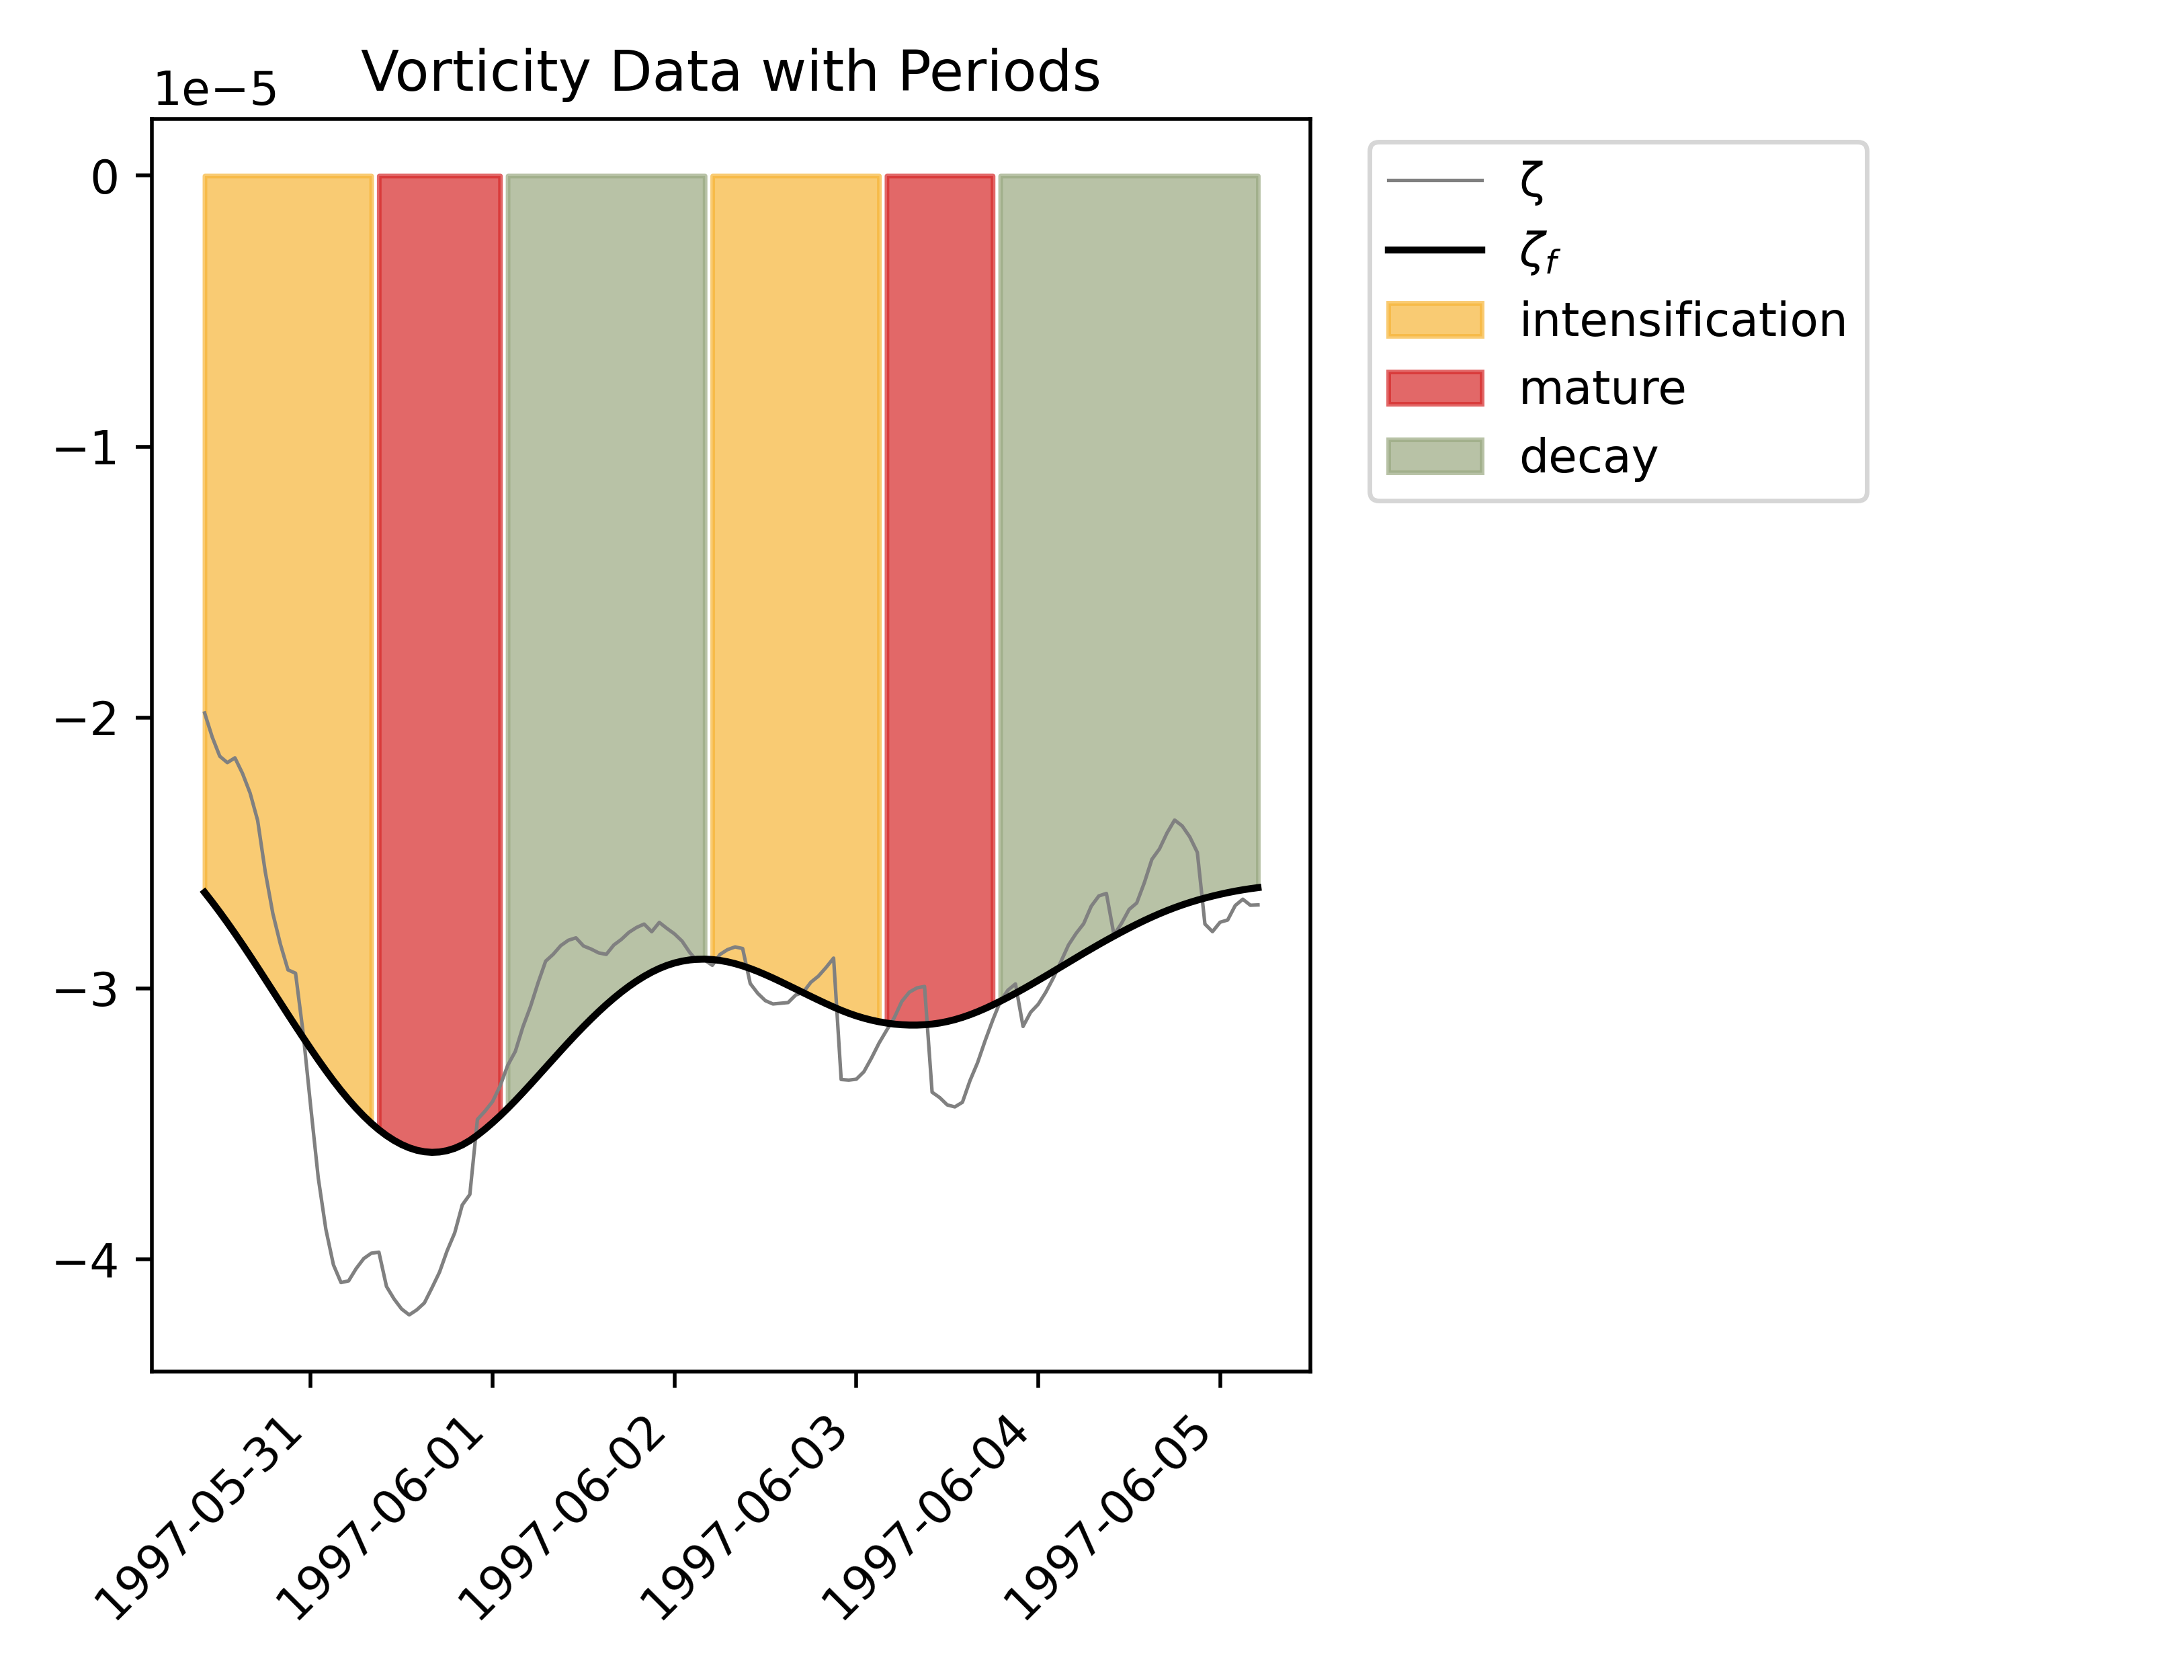 Vorticity Data with Periods
1e−5
0
−1
−2
−3
−4
1997-05-31
1997-06-01
1997-06-02
1997-06-03
1997-06-04
1997-06-05
ζ
ζf
intensification
mature
decay